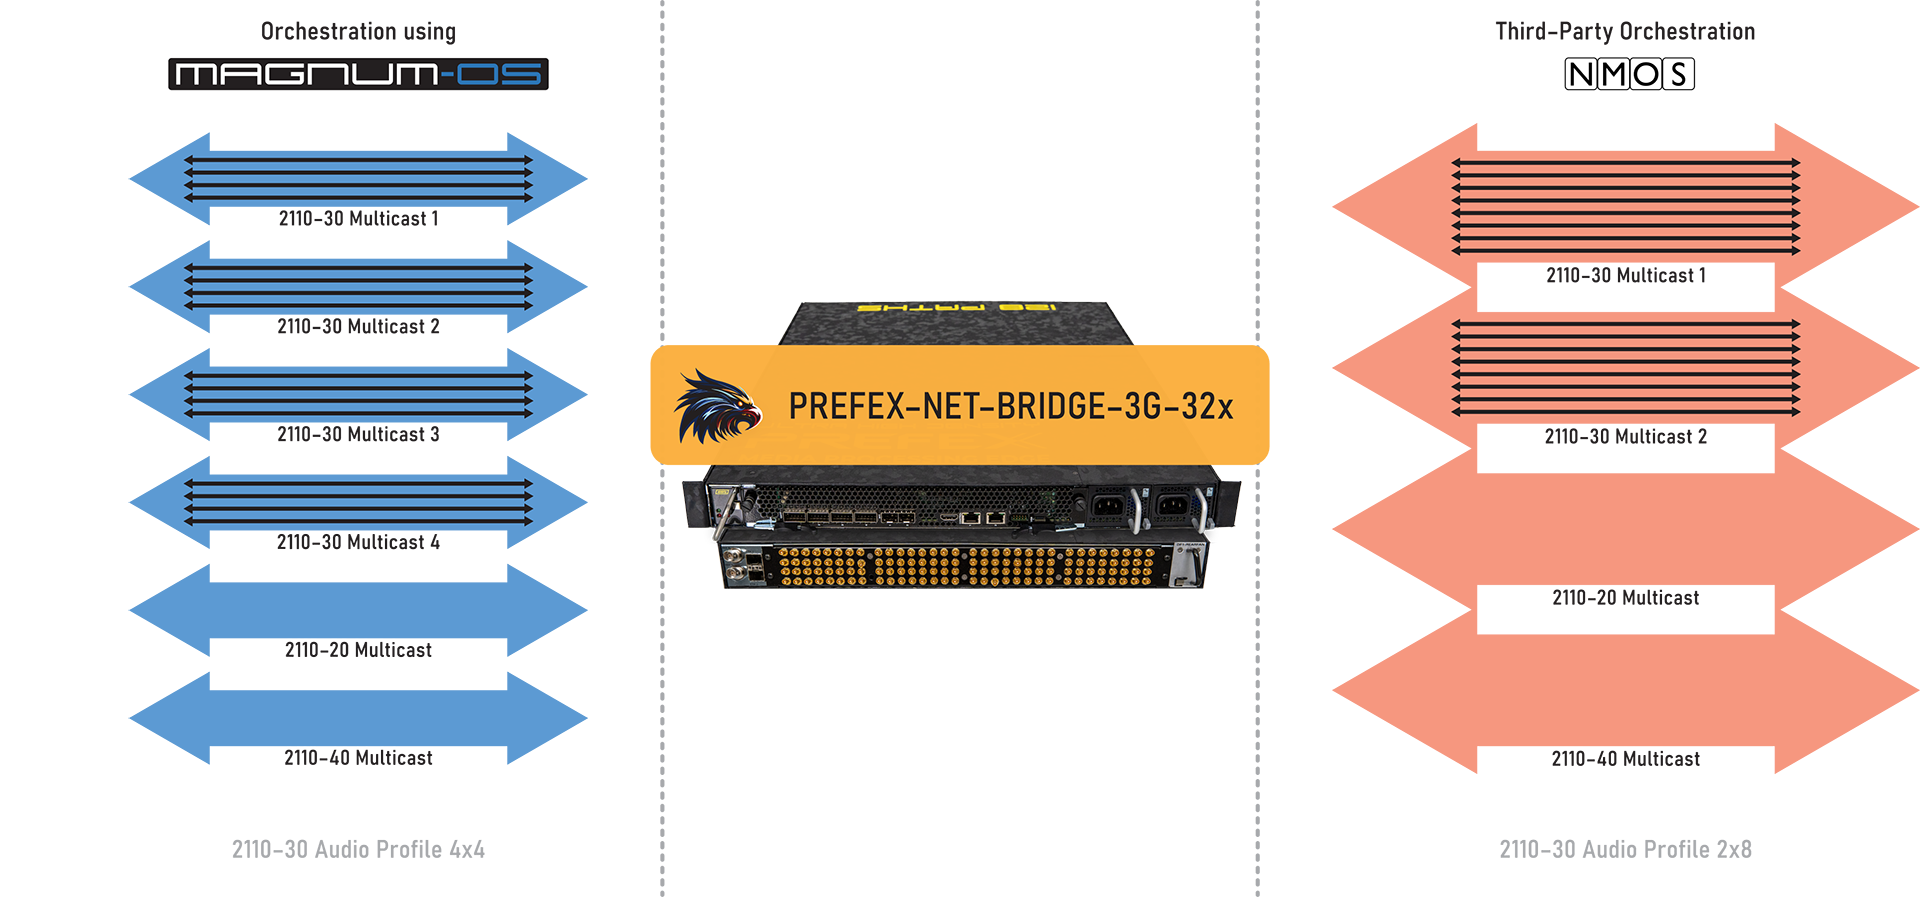 Orchestration using
MAGNUM-OS
2110-30 Multicast 1
2110-30 Multicast 2
2110-30 Multicast 3
2110-30 Multicast 4
2110-20 Multicast
2110-40 Multicast
2110-30 Audio Profile 4x4
128 PATHS
PREFEX-NET-BRIDGE-3G-32x
Third-Party Orchestration
NMOS
2110-30 Multicast 1
2110-30 Multicast 2
2110-20 Multicast
2110-40 Multicast
2110-30 Audio Profile 2x8